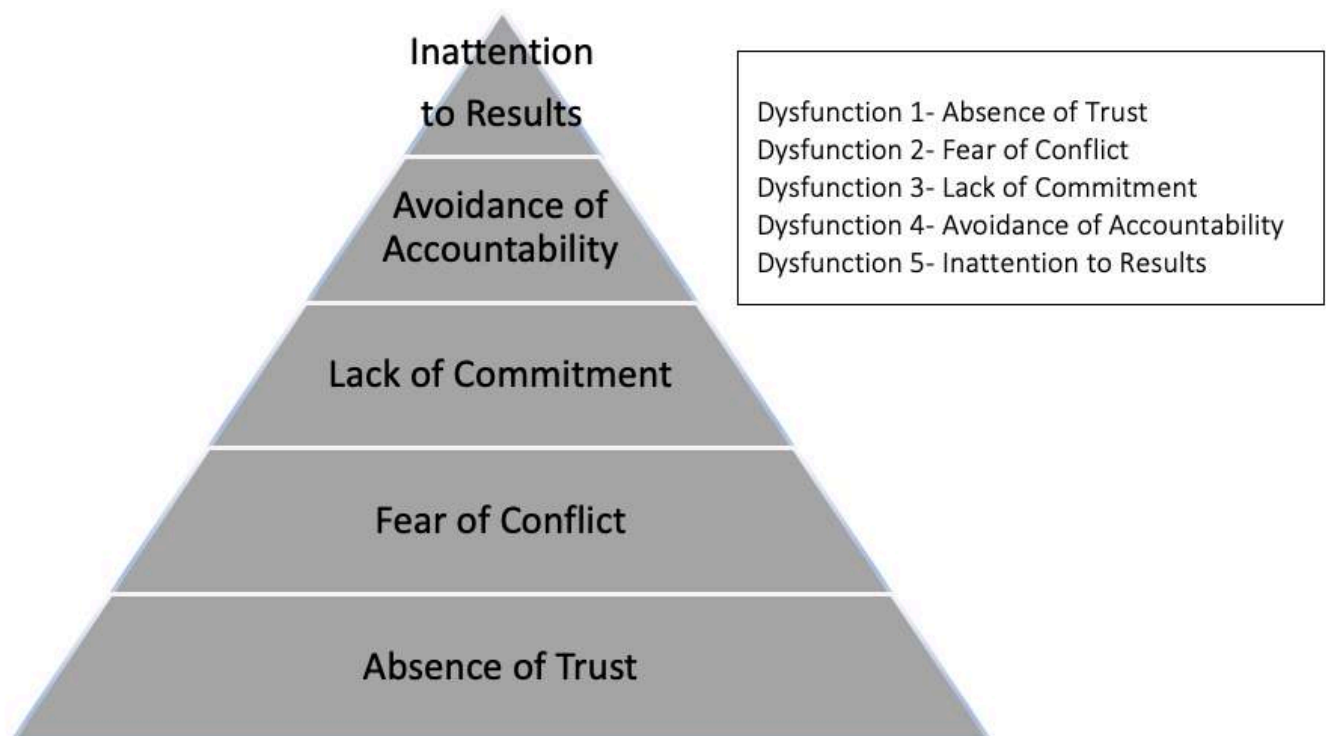 Inattention
to Results
Avoidance of
Accountability
Lack of Commitment
Fear of Conflict
Absence of Trust
Dysfunction 1- Absence of Trust
Dysfunction 2- Fear of Conflict
Dysfunction 3- Lack of Commitment
Dysfunction 4- Avoidance of Accountability
Dysfunction 5- Inattention to Results